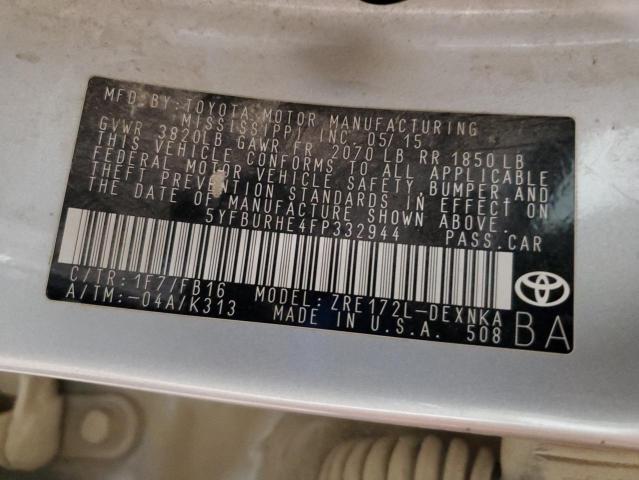 MFD.BY:TOYOTA MOTOR MANUFACTURING
MISSISSIPPI, INC. 05/15
GVWR 3820LB GAWR FR 2070 LB RR 1850 LB
THIS VEHICLE CONFORMS TO ALL APPLICABLE
FEDERAL MOTOR VEHICLE SAFETY, BUMPER, AND
THEFT PREVENTION STANDARDS IN EFFECT ON
THE DATE OF MANUFACTURE SHOWN ABOVE.
5YFBURHE4FP332944 PASS.CAR
C/TR:1F7/FB16 MODEL:ZRE172L-DEXNKA
A/TM:-04A/K313 MADE IN U.S.A. 508 BA